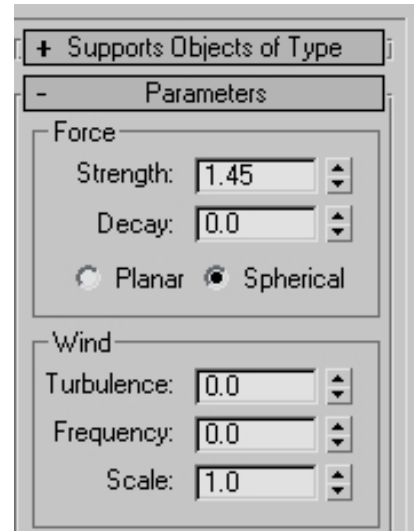 + Supports Objects of Type
- Parameters
Force
Strength: 1.45
Decay: 0.0
Planar Spherical
Wind
Turbulence: 0.0
Frequency: 0.0
Scale: 1.0